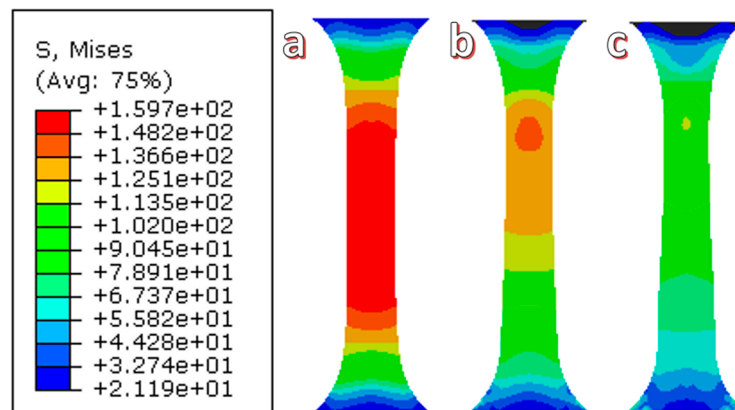 S, Mises
(Avg: 75%)
+1.597e+02
+1.482e+02
+1.366e+02
+1.251e+02
+1.135e+02
+1.020e+02
+9.045e+01
+7.891e+01
+6.737e+01
+5.582e+01
+4.428e+01
+3.274e+01
+2.119e+01
a
b
c